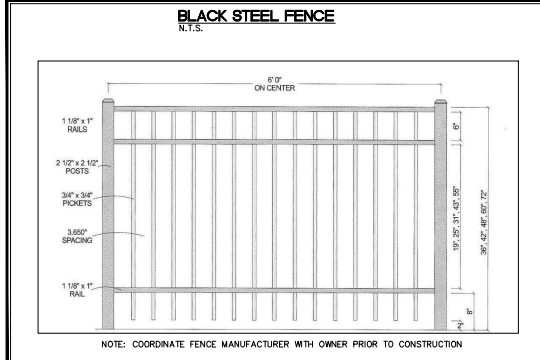 BLACK STEEL FENCE
N.T.S.
6' 0"
ON CENTER
1 1/8" x 1"
RAILS
2 1/2" x 2 1/2"
POSTS
3/4" x 3/4"
PICKETS
3.650"
SPACING
1 1/8" x 1"
RAIL
6"
19", 25", 31", 43", 55"
36", 42", 48", 60", 72"
8"
2"
NOTE: COORDINATE FENCE MANUFACTURER WITH OWNER PRIOR TO CONSTRUCTION